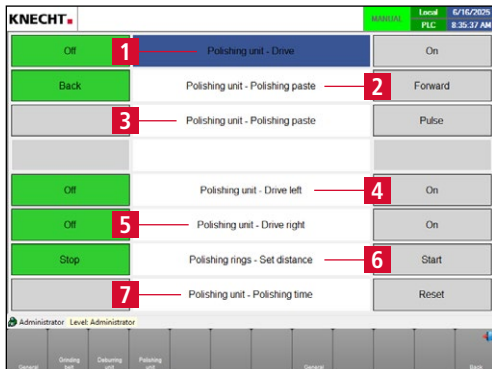 KNECHT
MANUAL
Local
6/16/2025
PLC
8:35:37 AM
Off
1
Polishing unit - Drive
On
Back
Polishing unit - Polishing paste
2
Forward
3
Polishing unit - Polishing paste
Pulse
Off
Polishing unit - Drive left
4
On
Off
5
Polishing unit - Drive right
On
Stop
Polishing rings - Set distance
6
Start
7
Polishing unit - Polishing time
Reset
Administrator Level: Administrator
General
Grinding belt
Deburring unit
Polishing unit
General
Back